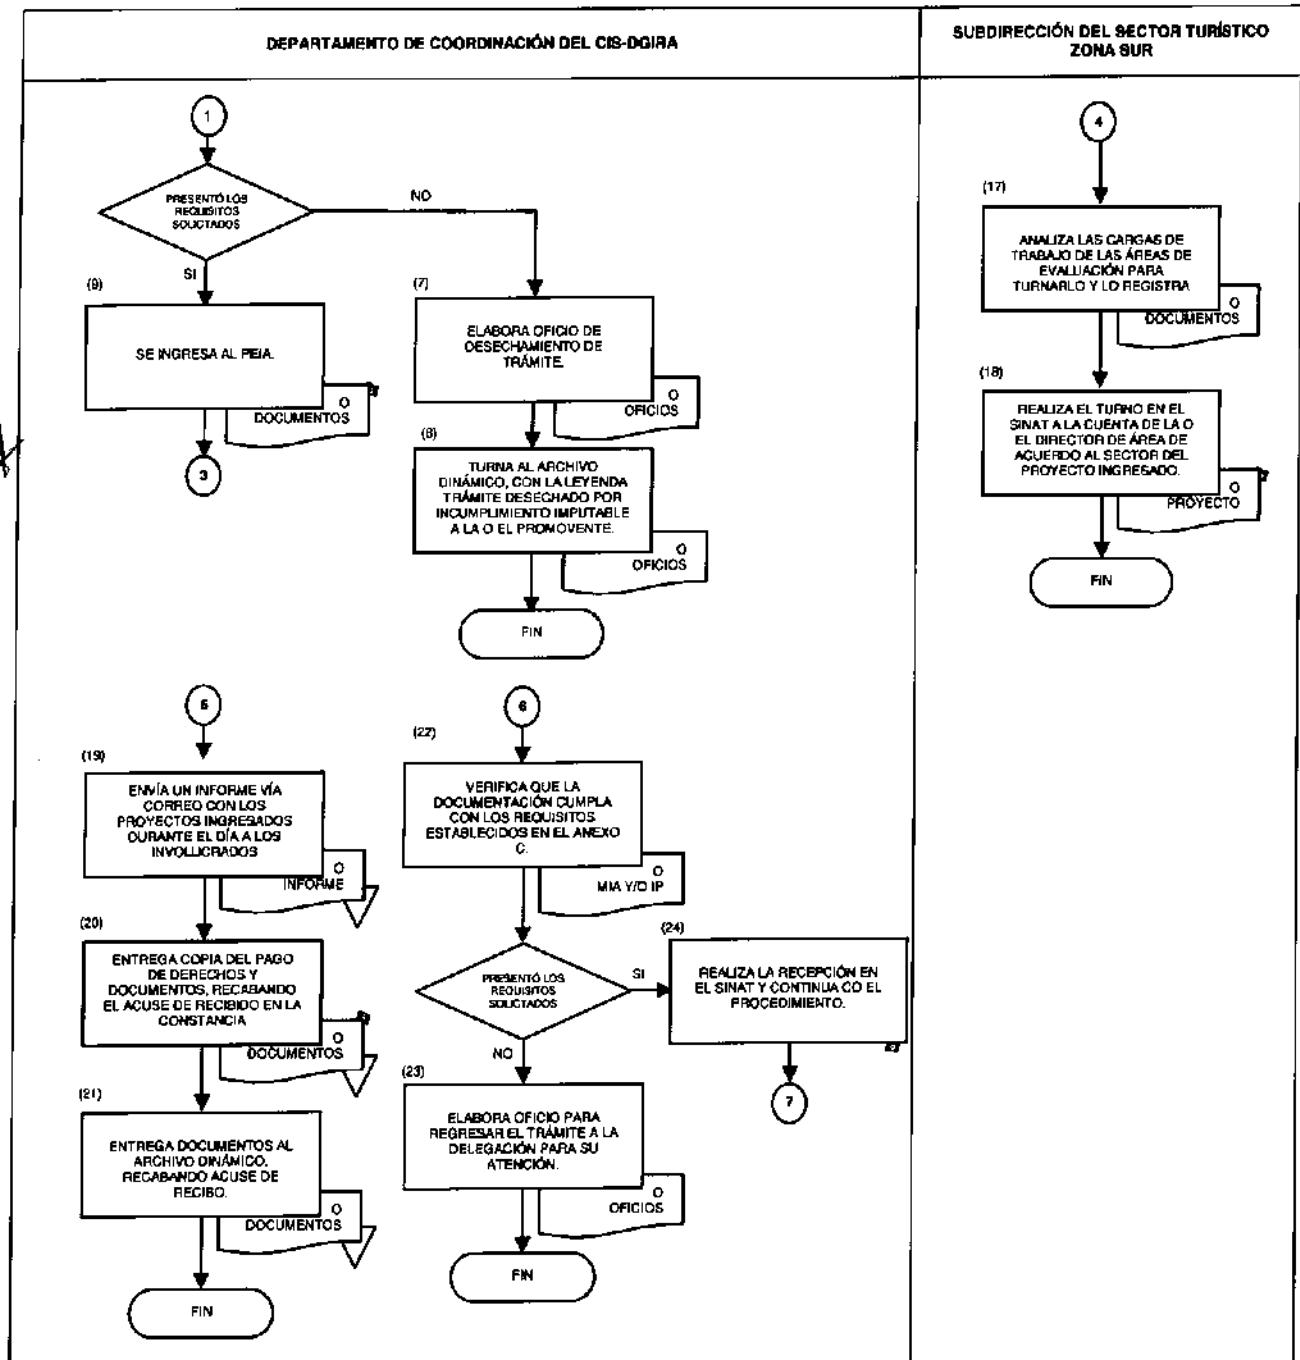 DEPARTAMENTO DE COORDINACIÓN DEL CIS-DGIRA
SUBDIRECCIÓN DEL SECTOR TURÍSTICO
ZONA SUR
1
PRESENTÓ LOS
REQUISITOS
SOLICTADOS
NO
SI
(9)
SE INGRESA AL PEIA.
O
DOCUMENTOS
3
(7)
ELABORA OFICIO DE
DESECHAMIENTO DE
TRÁMITE.
O
OFICIOS
(8)
TURNA AL ARCHIVO
DINÁMICO, CON LA LEYENDA
TRÁMITE DESECHADO POR
INCUMPLIMIENTO IMPUTABLE
A LA O EL PROMOVENTE.
O
OFICIOS
FIN
4
(17)
ANALIZA LAS CARGAS DE
TRABAJO DE LAS ÁREAS DE
EVALUACIÓN PARA
TURNARLO Y LO REGISTRA
O
DOCUMENTOS
(18)
REALIZA EL TURNO EN EL
SINAT A LA CUENTA DE LA O
EL DIRECTOR DE ÁREA DE
ACUERDO AL SECTOR DEL
PROYECTO INGRESADO.
O
PROYECTO
FIN
5
(19)
ENVÍA UN INFORME VÍA
CORREO CON LOS
PROYECTOS INGRESADOS
DURANTE EL DÍA A LOS
INVOLUCRADOS
O
INFORME
(20)
ENTREGA COPIA DEL PAGO
DE DERECHOS Y
DOCUMENTOS, RECABANDO
EL ACUSE DE RECIBIDO EN LA
CONSTANCIA
O
DOCUMENTOS
(21)
ENTREGA DOCUMENTOS AL
ARCHIVO DINÁMICO,
RECABANDO ACUSE DE
RECIBO.
O
DOCUMENTOS
FIN
6
(22)
VERIFICA QUE LA
DOCUMENTACIÓN CUMPLA
CON LOS REQUISITOS
ESTABLECIDOS EN EL ANEXO
C.
O
MIA Y/O IP
PRESENTÓ LOS
REQUISITOS
SOLICTADOS
SI
NO
(24)
REALIZA LA RECEPCIÓN EN
EL SINAT Y CONTINUA CO EL
PROCEDIMIENTO.
7
(23)
ELABORA OFICIO PARA
REGRESAR EL TRÁMITE A LA
DELEGACIÓN PARA SU
ATENCIÓN.
O
OFICIOS
FIN